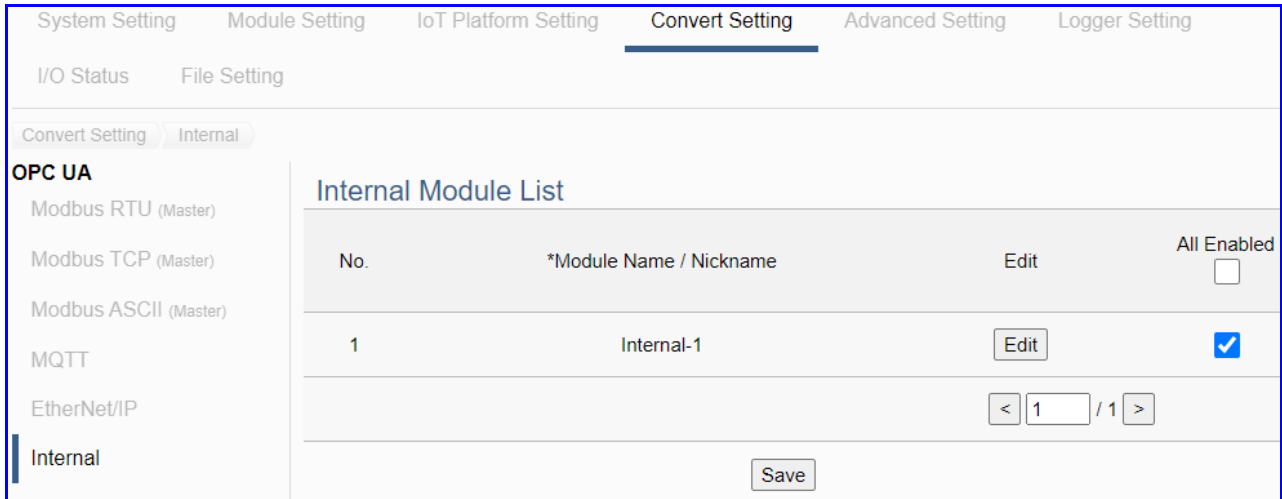 System Setting Module Setting IoT Platform Setting Convert Setting Advanced Setting Logger Setting
I/O Status File Setting
Convert Setting Internal
OPC UA
Modbus RTU (Master)
Modbus TCP (Master)
Modbus ASCII (Master)
MQTT
EtherNet/IP
Internal
Internal Module List
No. *Module Name / Nickname Edit All Enabled
1 Internal-1 Edit
< 1 / 1 >
Save